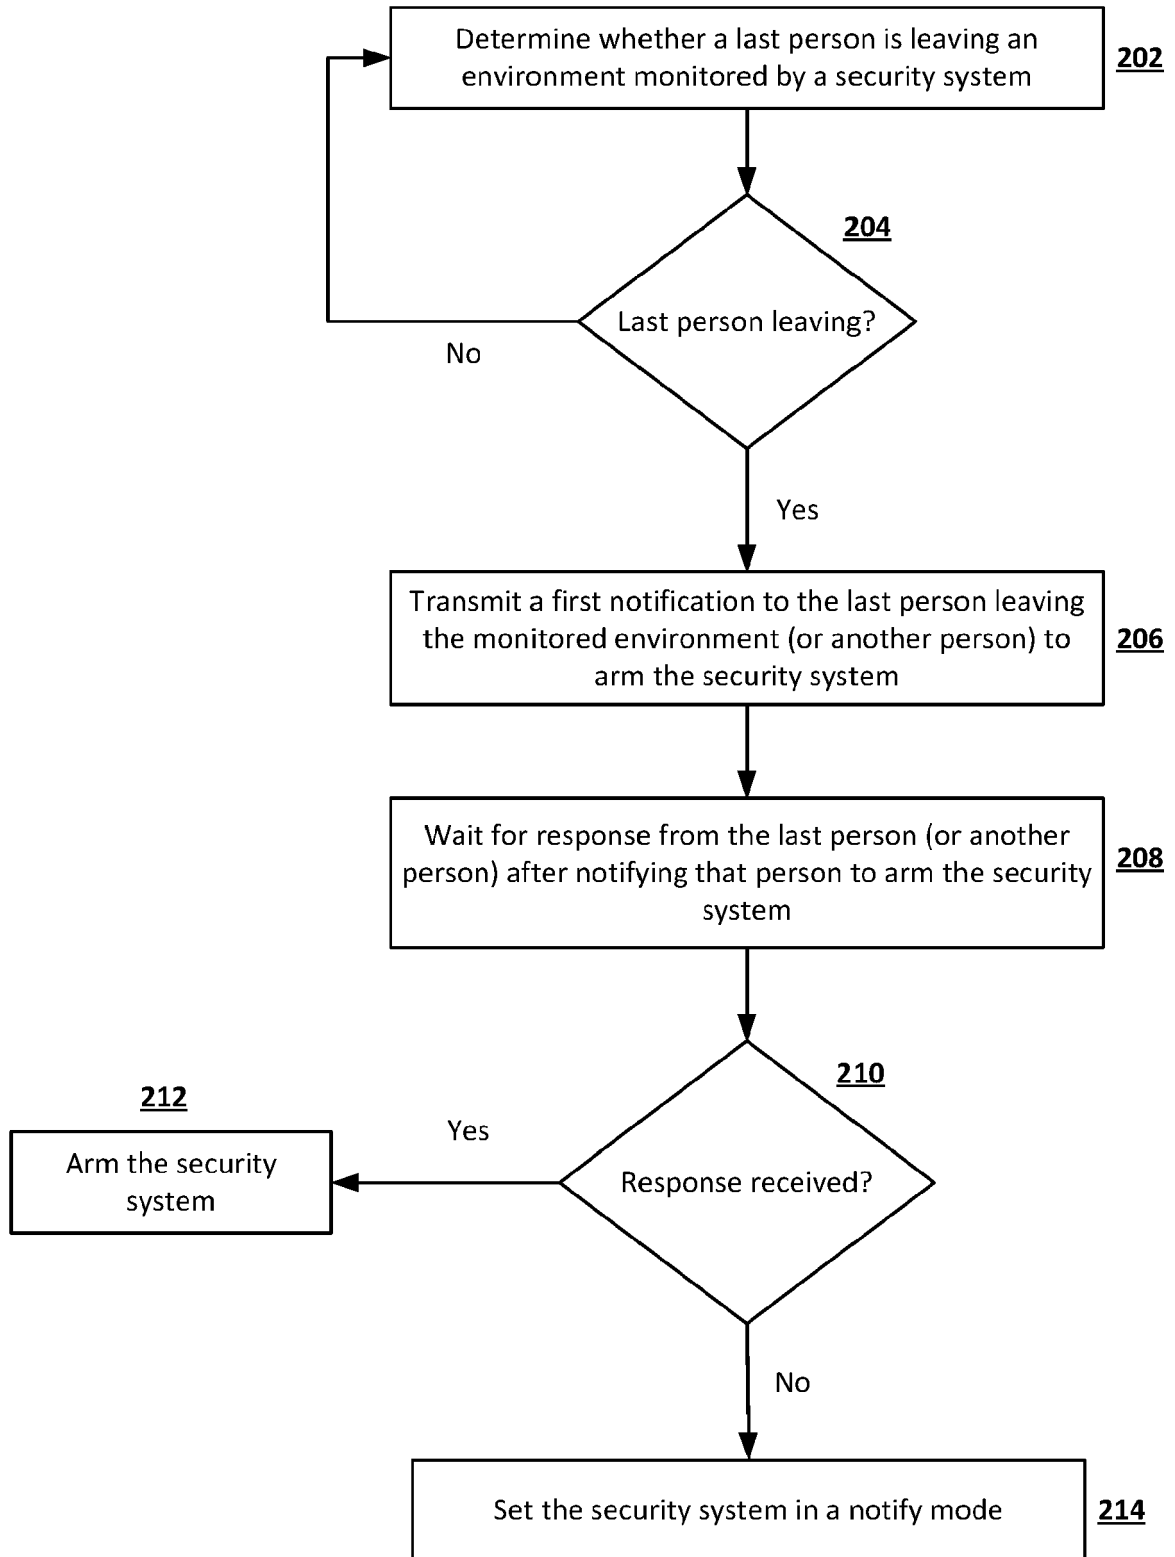 Determine whether a last person is leaving an
environment monitored by a security system
202
204
Last person leaving?
No
Yes
Transmit a first notification to the last person leaving
the monitored environment (or another person) to
arm the security system
206
Wait for response from the last person (or another
person) after notifying that person to arm the security
system
208
210
212
Yes
Arm the security
system
Response received?
No
Set the security system in a notify mode
214